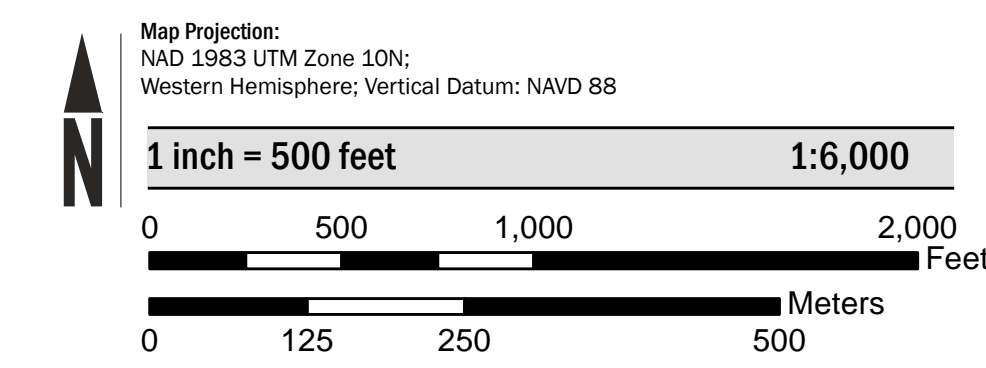 Map Projection:
NAD 1983 UTM Zone 10N;
Western Hemisphere; Vertical Datum: NAVD 88
N
1 inch = 500 feet 1:6,000
0 500 1,000 2,000
Feet
Meters
0 125 250 500